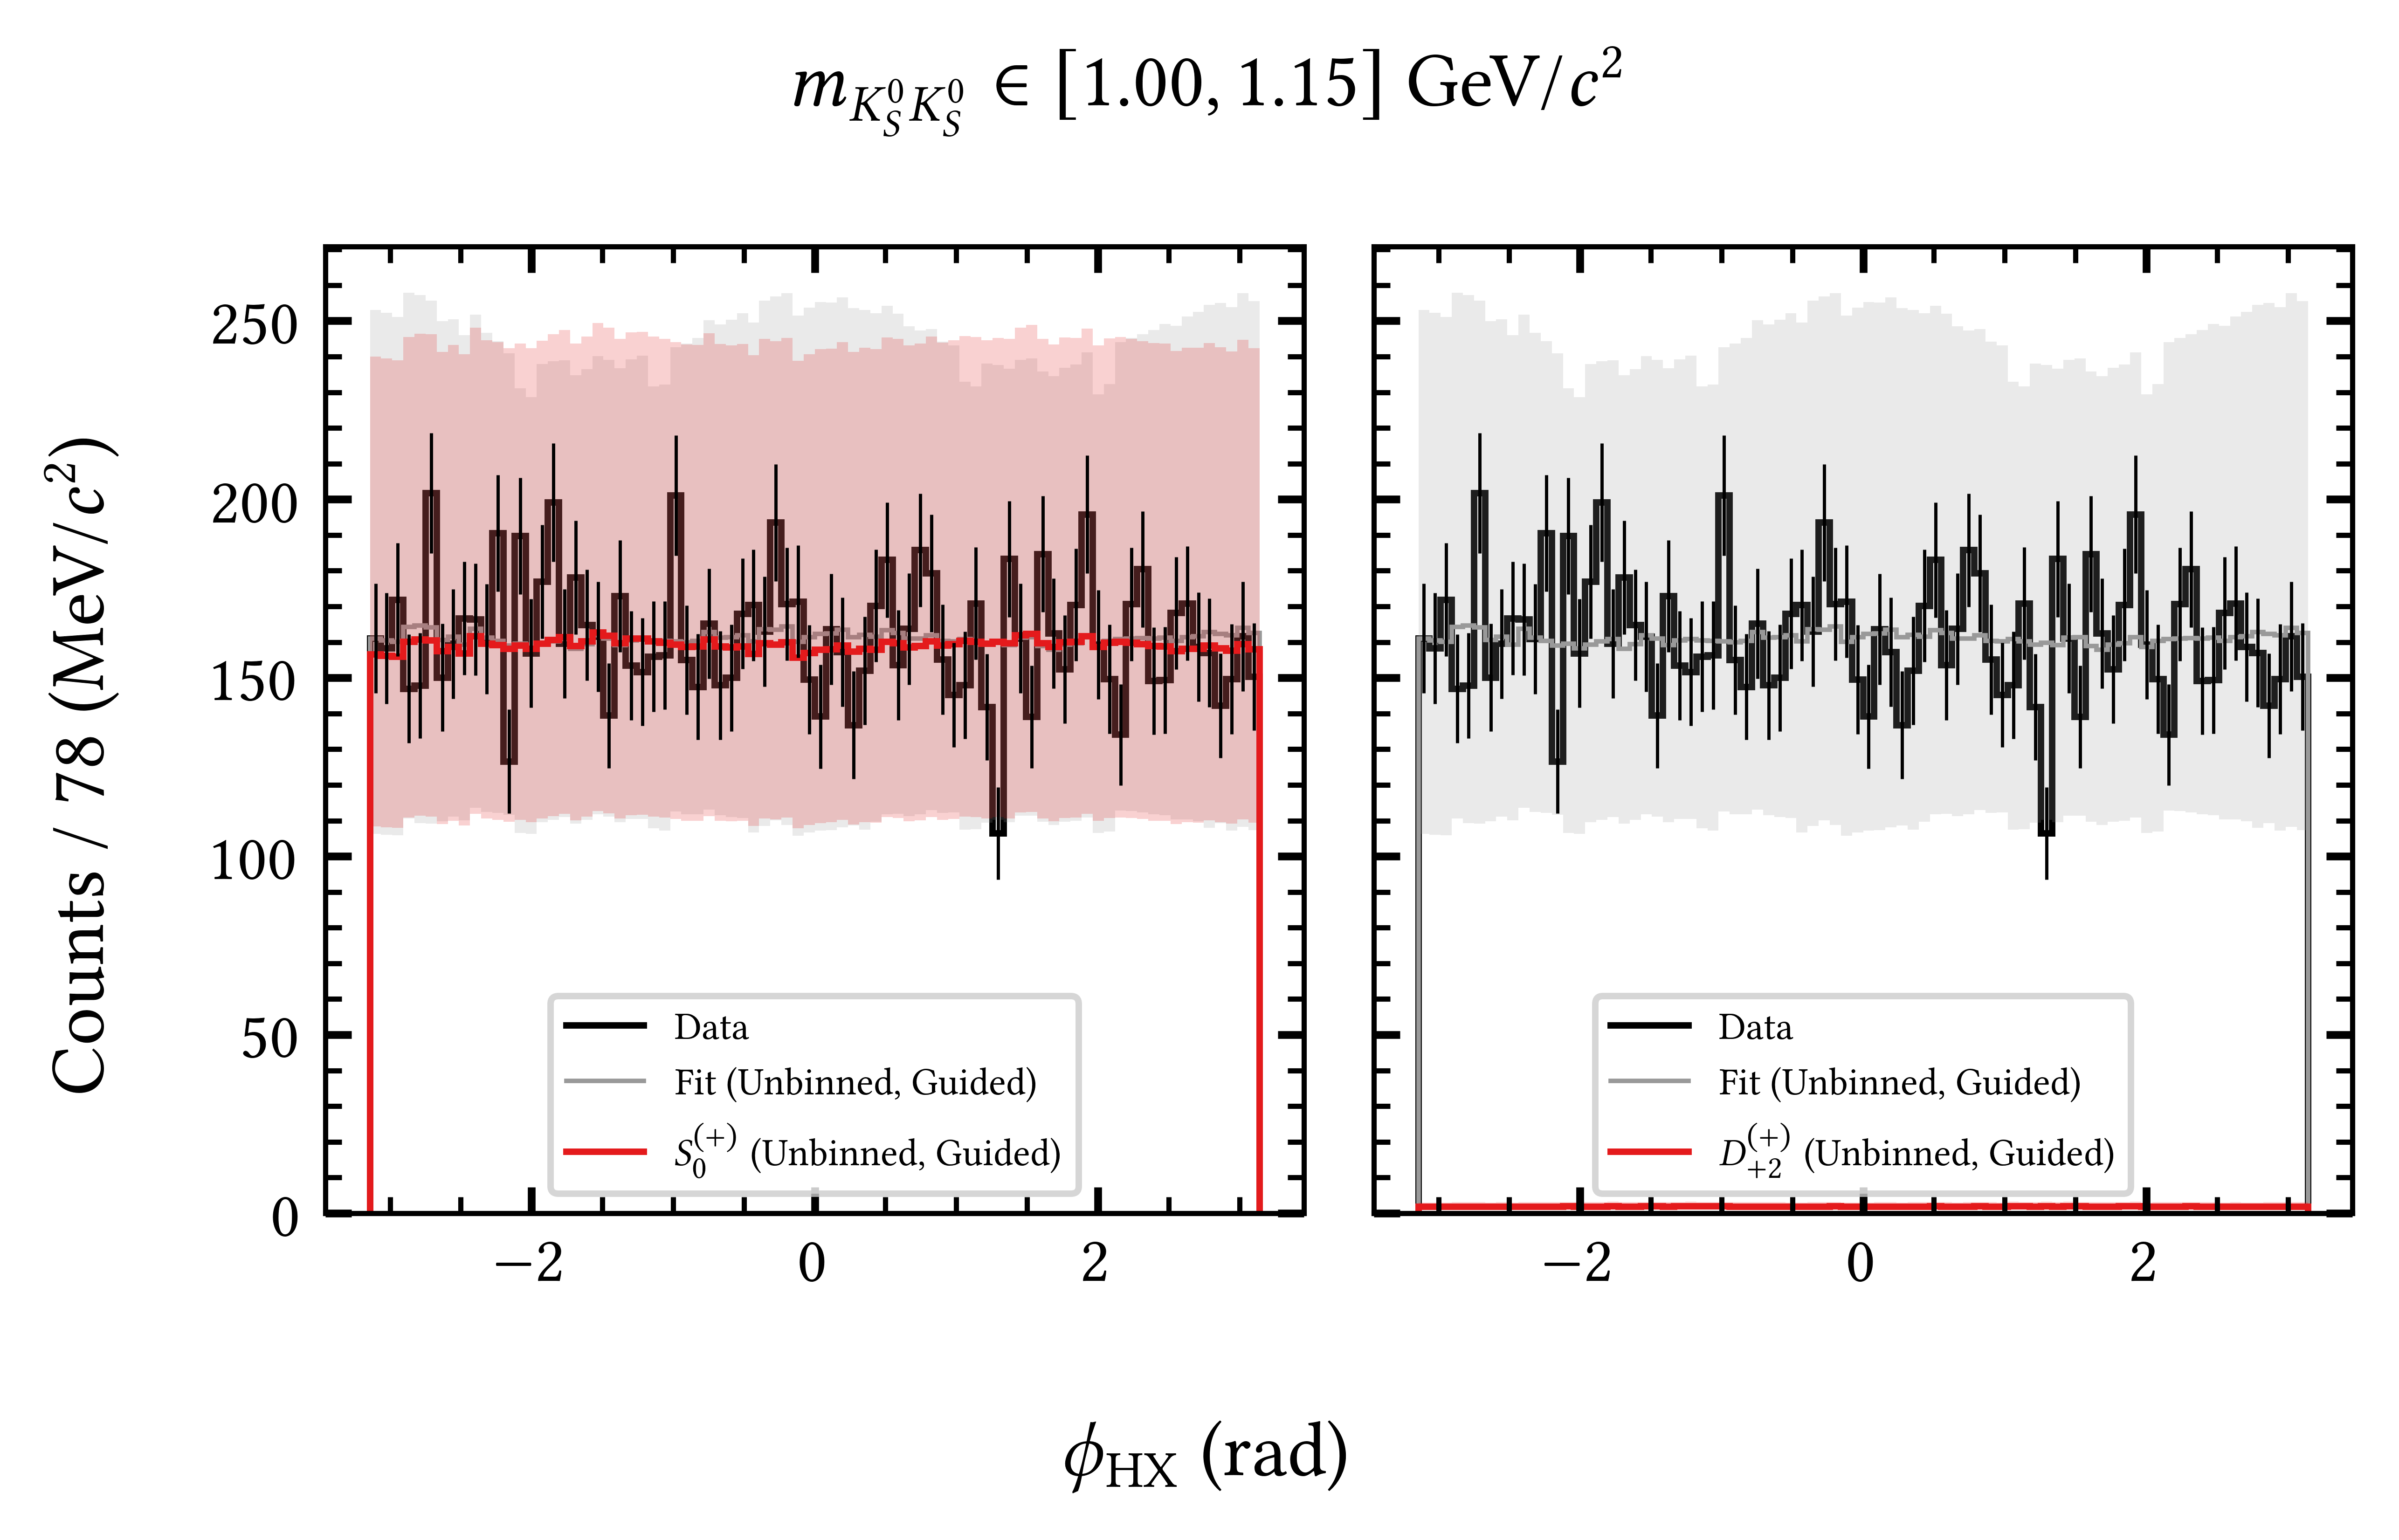 m_{K_S^0 K_S^0} ∈ [1.00, 1.15] GeV/c²
Counts / 78 (MeV/c²)
250
200
150
100
50
0
Data
Fit (Unbinned, Guided)
S_0^{(+)} (Unbinned, Guided)
Data
Fit (Unbinned, Guided)
D_{+2}^{(+)} (Unbinned, Guided)
−2 0 2
−2 0 2
ϕ_HX (rad)